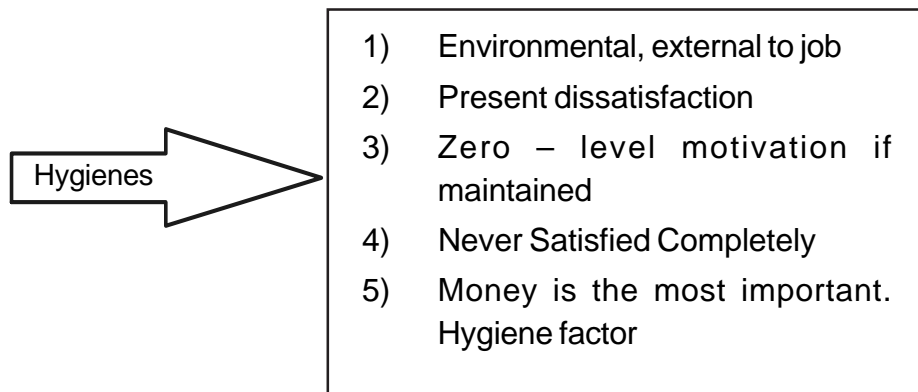 Hygienes
1) Environmental, external to job
2) Present dissatisfaction
3) Zero – level motivation if
maintained
4) Never Satisfied Completely
5) Money is the most important.
Hygiene factor